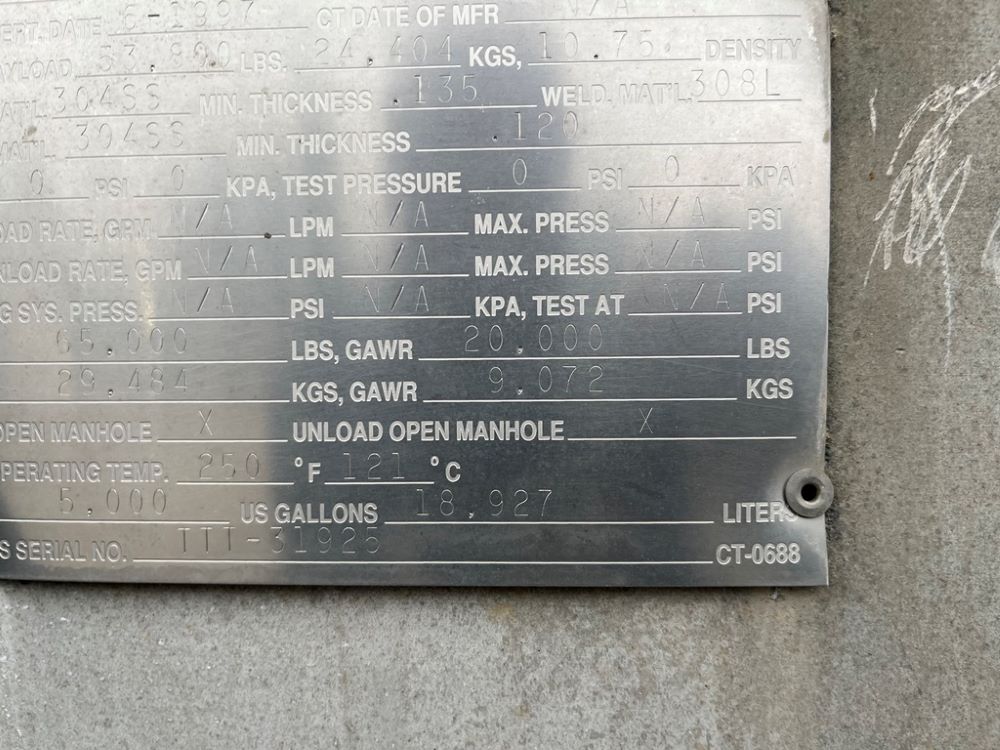 ERT. DATE 6-1997 CT DATE OF MFR N/A
AYLOAD 53,800 LBS. 24,404 KGS, 10.75 DENSITY
MAT'L. 304SS MIN. THICKNESS .135 WELD. MAT'L. 308L
MAT'L. 304SS MIN. THICKNESS .120
0 PSI 0 KPA, TEST PRESSURE 0 PSI 0 KPA
OAD RATE, GPM N/A LPM N/A MAX. PRESS N/A PSI
NLOAD RATE, GPM N/A LPM N/A MAX. PRESS N/A PSI
G SYS. PRESS. N/A PSI N/A KPA, TEST AT N/A PSI
65,000 LBS, GAWR 20,000 LBS
29,484 KGS, GAWR 9,072 KGS
OPEN MANHOLE X UNLOAD OPEN MANHOLE X
OPERATING TEMP. 250 °F 121 °C
5,000 US GALLONS 18,927 LITERS
S SERIAL NO. TTT-31925 CT-0688